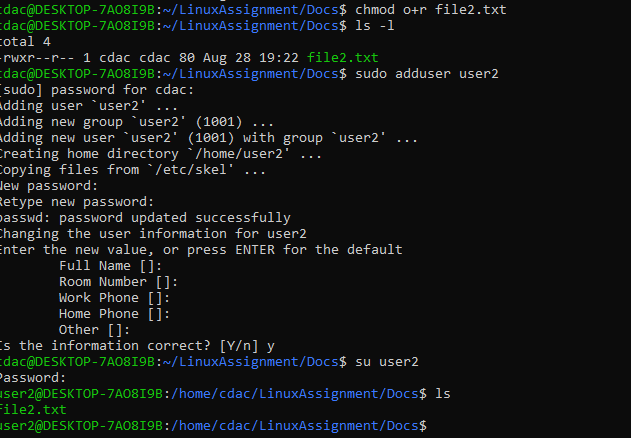 cdac@DESKTOP-7AO8I9B:~/LinuxAssignment/Docs$ chmod o+r file2.txt
cdac@DESKTOP-7AO8I9B:~/LinuxAssignment/Docs$ ls -l
total 4
-rwxr--r-- 1 cdac cdac 80 Aug 28 19:22 file2.txt
cdac@DESKTOP-7AO8I9B:~/LinuxAssignment/Docs$ sudo adduser user2
[sudo] password for cdac:
Adding user `user2' ...
Adding new group `user2' (1001) ...
Adding new user `user2' (1001) with group `user2' ...
Creating home directory `/home/user2' ...
Copying files from `/etc/skel' ...
New password:
Retype new password:
passwd: password updated successfully
Changing the user information for user2
Enter the new value, or press ENTER for the default
        Full Name []:
        Room Number []:
        Work Phone []:
        Home Phone []:
        Other []:
Is the information correct? [Y/n] y
cdac@DESKTOP-7AO8I9B:~/LinuxAssignment/Docs$ su user2
Password:
user2@DESKTOP-7AO8I9B:/home/cdac/LinuxAssignment/Docs$ ls
file2.txt
user2@DESKTOP-7AO8I9B:/home/cdac/LinuxAssignment/Docs$